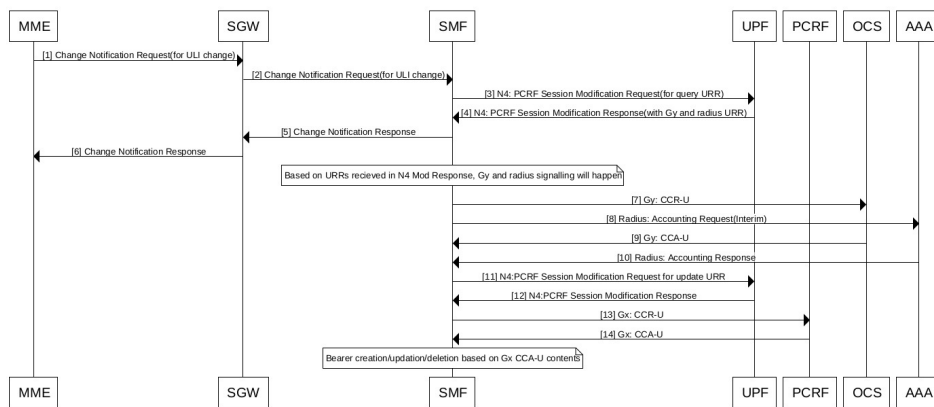 MME SGW SMF UPF PCRF OCS AAA
[1] Change Notification Request(for ULI change)
[2] Change Notification Request(for ULI change)
[3] N4: PCRF Session Modification Request(for query URR)
[4] N4: PCRF Session Modification Response(with Gy and radius URR)
[5] Change Notification Response
[6] Change Notification Response
Based on URRs recieved in N4 Mod Response, Gy and radius signalling will happen
[7] Gy: CCR-U
[8] Radius: Accounting Request(Interim)
[9] Gy: CCA-U
[10] Radius: Accounting Response
[11] N4:PCRF Session Modification Request for update URR
[12] N4:PCRF Session Modification Response
[13] Gx: CCR-U
[14] Gx: CCA-U
Bearer creation/updation/deletion based on Gx CCA-U contents
MME SGW SMF UPF PCRF OCS AAA